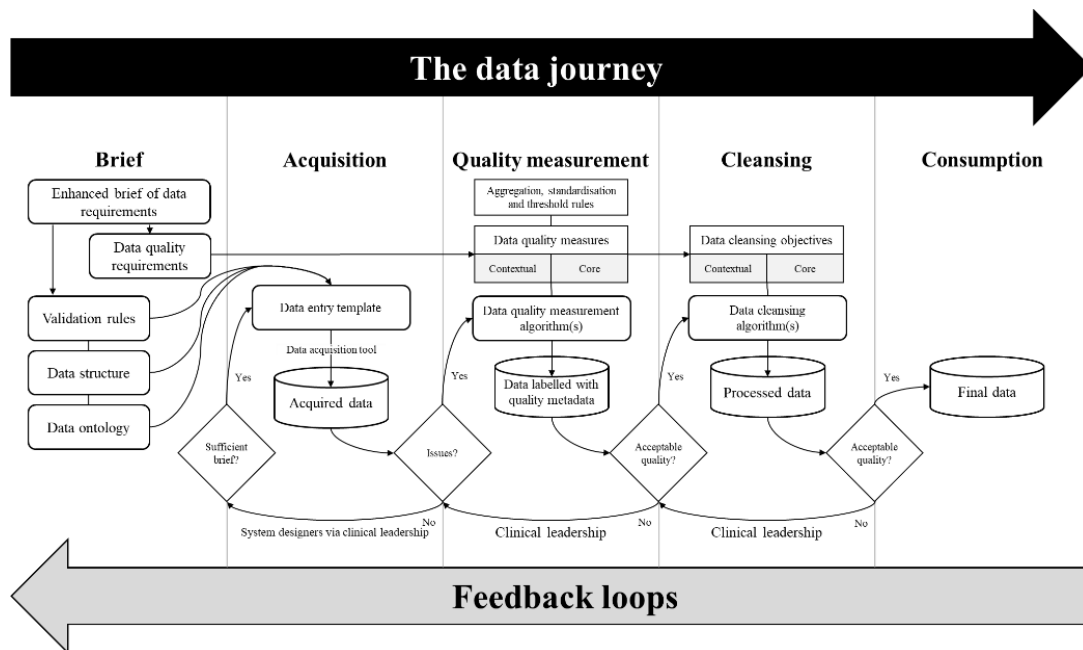 The data journey
Brief
Acquisition
Quality measurement
Cleansing
Consumption
Enhanced brief of data
requirements
Data quality
requirements
Validation rules
Data structure
Data ontology
Sufficient
brief?
Yes
Data entry template
Data acquisition tool
Acquired data
Issues?
Yes
No
System designers via clinical leadership
Aggregation, standardisation
and threshold rules
Data quality measures
Contextual
Core
Data quality measurement
algorithm(s)
Data labelled with
quality metadata
Acceptable
quality?
Yes
No
Clinical leadership
Data cleansing objectives
Contextual
Core
Data cleansing
algorithm(s)
Processed data
Acceptable
quality?
Yes
No
Clinical leadership
Final data
Feedback loops